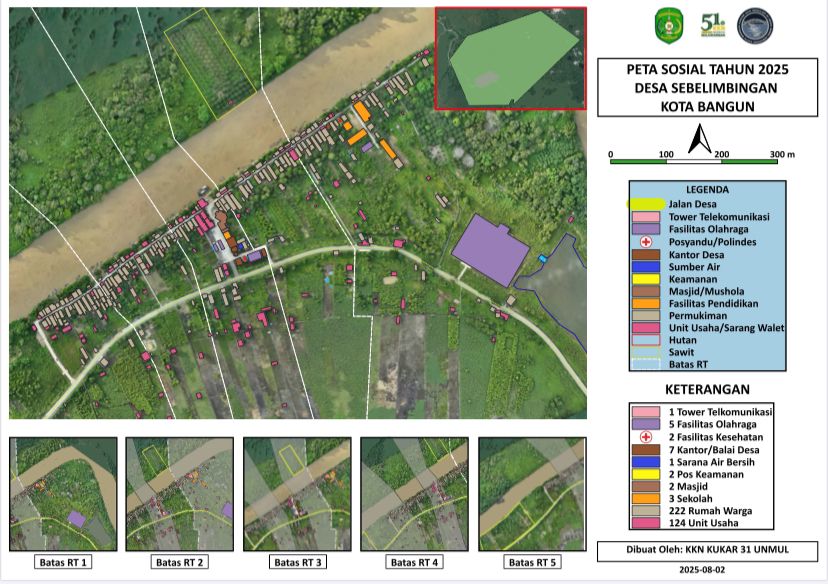 51
PETA SOSIAL TAHUN 2025
DESA SEBELIMBINGAN
KOTA BANGUN
0 100 200 300 m
LEGENDA
Jalan Desa
Tower Telekomunikasi
Fasilitas Olahraga
Posyandu/Polindes
Kantor Desa
Sumber Air
Keamanan
Masjid/Mushola
Fasilitas Pendidikan
Permukiman
Unit Usaha/Sarang Walet
Hutan
Sawit
Batas RT
KETERANGAN
1 Tower Telkomunikasi
5 Fasilitas Olahraga
2 Fasilitas Kesehatan
7 Kantor/Balai Desa
1 Sarana Air Bersih
2 Pos Keamanan
2 Masjid
3 Sekolah
222 Rumah Warga
124 Unit Usaha
Batas RT 1
Batas RT 2
Batas RT 3
Batas RT 4
Batas RT 5
Dibuat Oleh: KKN KUKAR 31 UNMUL
2025-08-02